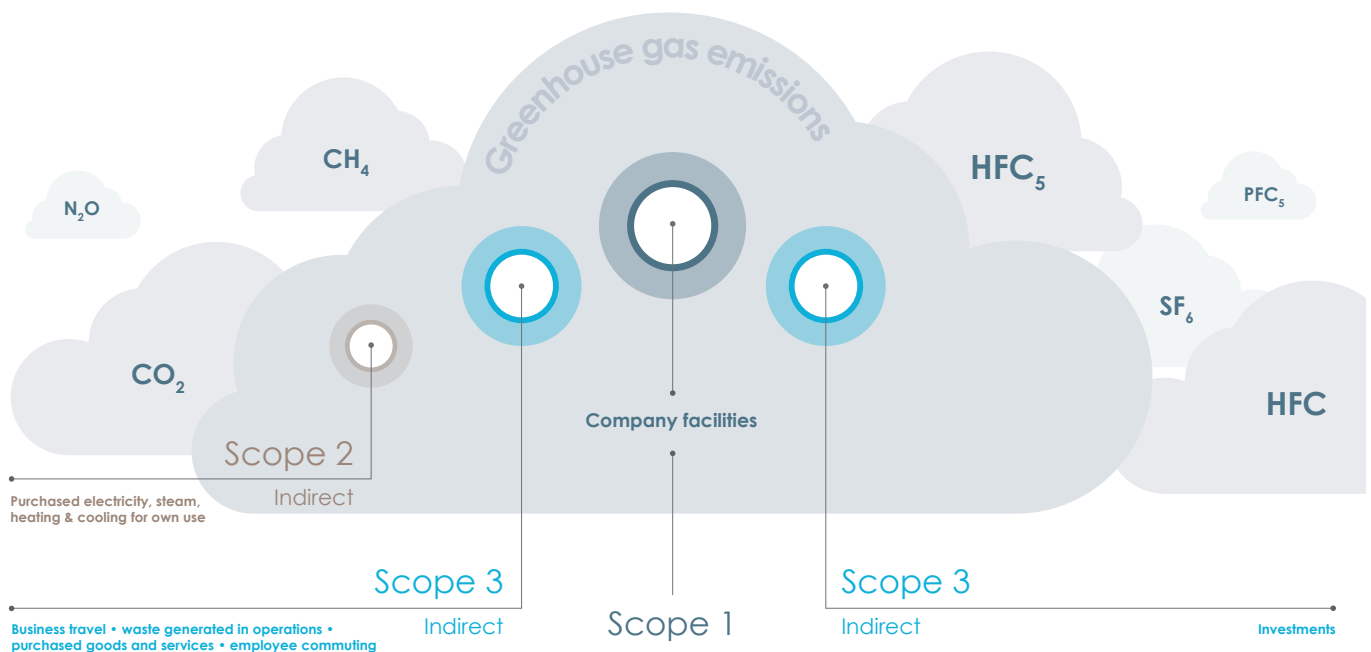 Greenhouse gas emissions
CH₄
HFC₅
N₂O
PFC₅
SF₆
CO₂
HFC
Company facilities
Scope 2
Indirect
Purchased electricity, steam,
heating & cooling for own use
Scope 3
Indirect
Business travel • waste generated in operations •
purchased goods and services • employee commuting
Scope 1
Scope 3
Indirect
Investments